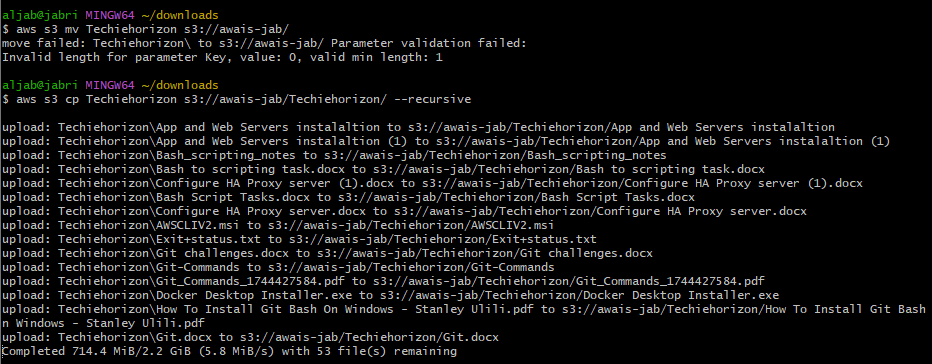 aljab@jabri MINGW64 ~/downloads
$ aws s3 mv Techiehorizon s3://awais-jab/
move failed: Techiehorizon\ to s3://awais-jab/ Parameter validation failed:
Invalid length for parameter Key, value: 0, valid min length: 1
aljab@jabri MINGW64 ~/downloads
$ aws s3 cp Techiehorizon s3://awais-jab/Techiehorizon/ --recursive
upload: Techiehorizon\App and Web Servers instalaltion to s3://awais-jab/Techiehorizon/App and Web Servers instalaltion
upload: Techiehorizon\App and Web Servers instalaltion (1) to s3://awais-jab/Techiehorizon/App and Web Servers instalaltion (1)
upload: Techiehorizon\Bash_scripting_notes to s3://awais-jab/Techiehorizon/Bash_scripting_notes
upload: Techiehorizon\Bash to scripting task.docx to s3://awais-jab/Techiehorizon/Bash to scripting task.docx
upload: Techiehorizon\Configure HA Proxy server (1).docx to s3://awais-jab/Techiehorizon/Configure HA Proxy server (1).docx
upload: Techiehorizon\Bash Script Tasks.docx to s3://awais-jab/Techiehorizon/Bash Script Tasks.docx
upload: Techiehorizon\Configure HA Proxy server.docx to s3://awais-jab/Techiehorizon/Configure HA Proxy server.docx
upload: Techiehorizon\AWSCLIV2.msi to s3://awais-jab/Techiehorizon/AWSCLIV2.msi
upload: Techiehorizon\Exit+status.txt to s3://awais-jab/Techiehorizon/Exit+status.txt
upload: Techiehorizon\Git challenges.docx to s3://awais-jab/Techiehorizon/Git challenges.docx
upload: Techiehorizon\Git-Commands to s3://awais-jab/Techiehorizon/Git-Commands
upload: Techiehorizon\Git_Commands_1744427584.pdf to s3://awais-jab/Techiehorizon/Git_Commands_1744427584.pdf
upload: Techiehorizon\Docker Desktop Installer.exe to s3://awais-jab/Techiehorizon/Docker Desktop Installer.exe
upload: Techiehorizon\How To Install Git Bash On Windows - Stanley Ulili.pdf to s3://awais-jab/Techiehorizon/How To Install Git Bash O
n Windows - Stanley Ulili.pdf
upload: Techiehorizon\Git.docx to s3://awais-jab/Techiehorizon/Git.docx
Completed 714.4 MiB/2.2 GiB (5.8 MiB/s) with 53 file(s) remaining